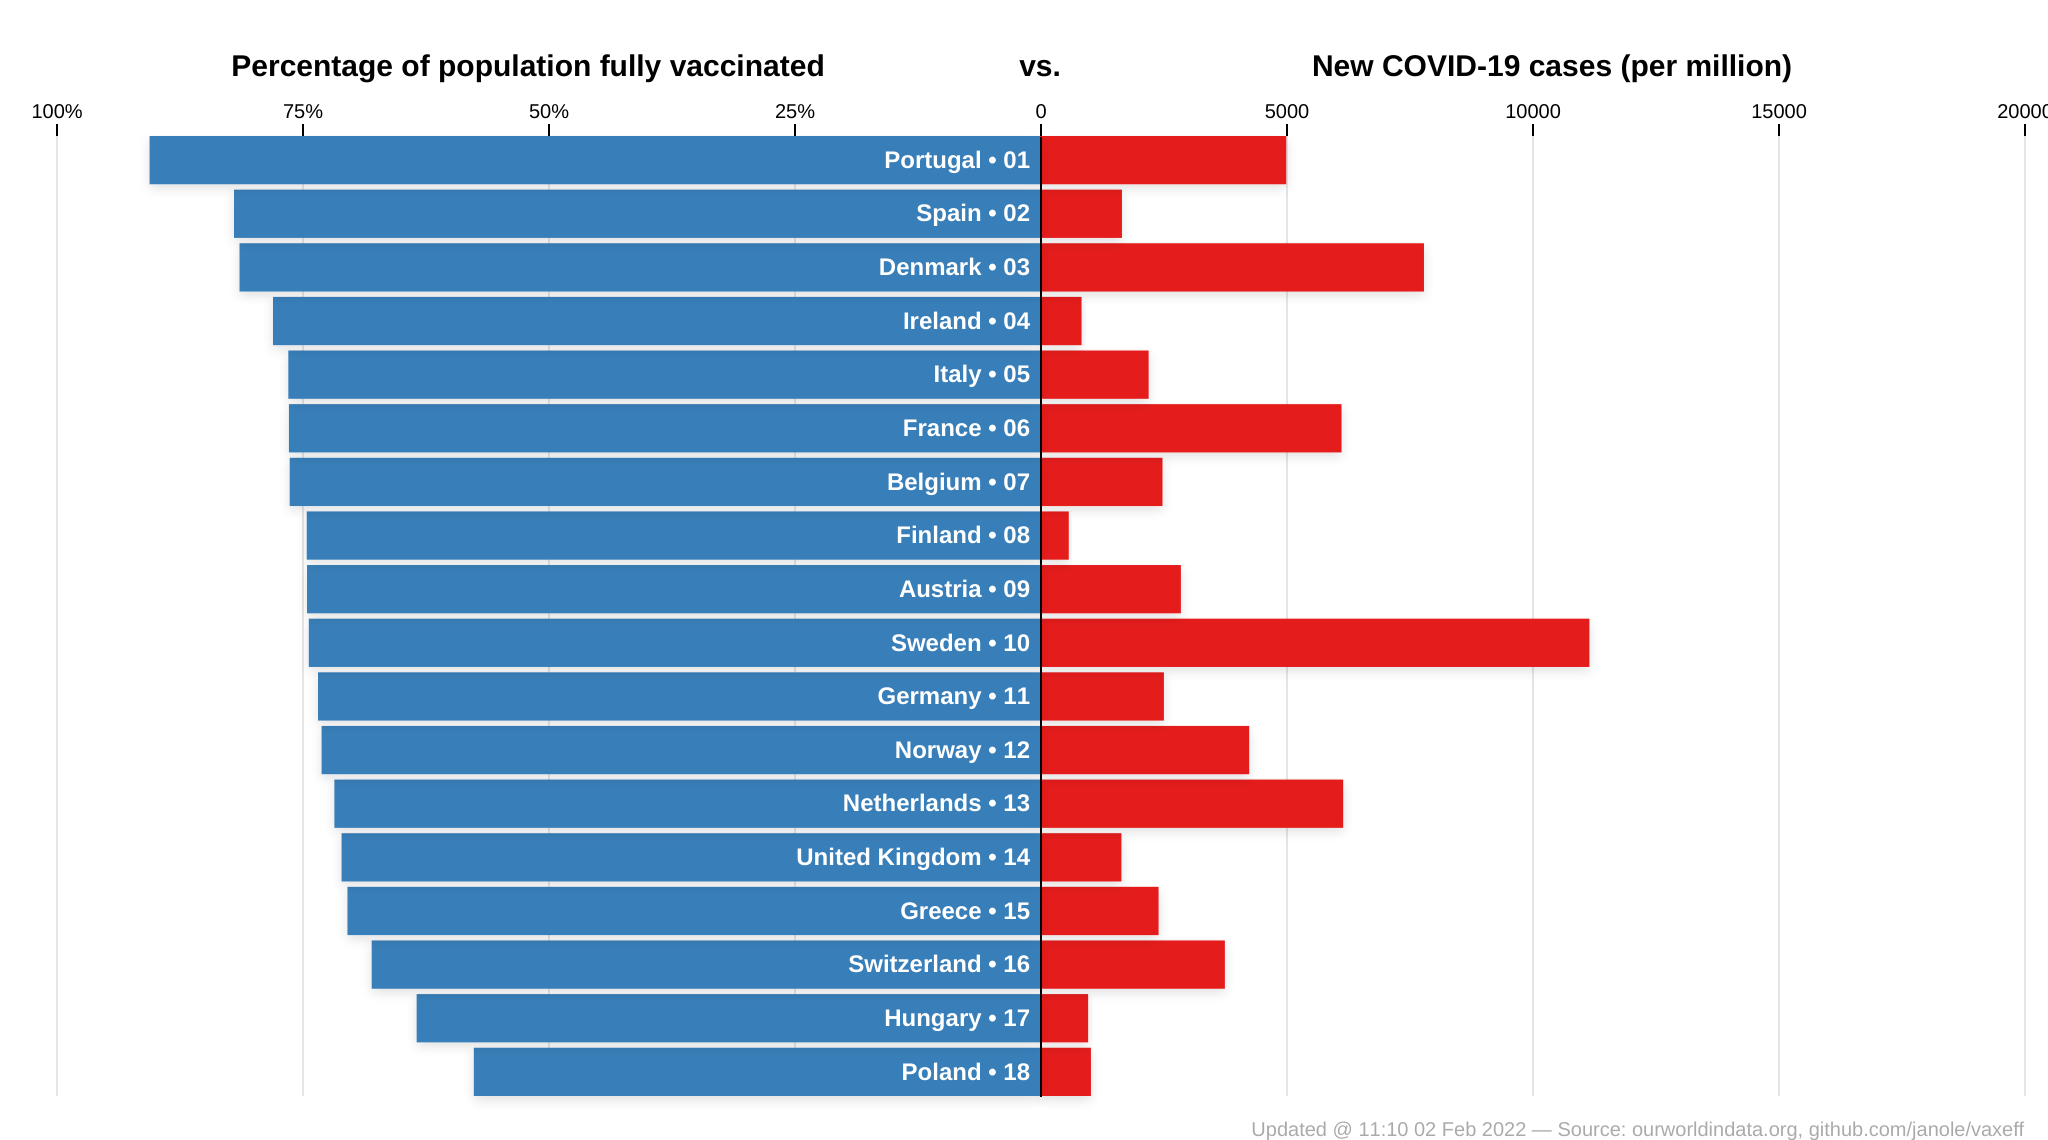 Percentage of population fully vaccinated vs. New COVID-19 cases (per million)
100% 75% 50% 25% 0 5000 10000 15000 20000
Portugal • 01
Spain • 02
Denmark • 03
Ireland • 04
Italy • 05
France • 06
Belgium • 07
Finland • 08
Austria • 09
Sweden • 10
Germany • 11
Norway • 12
Netherlands • 13
United Kingdom • 14
Greece • 15
Switzerland • 16
Hungary • 17
Poland • 18
Updated @ 11:10 02 Feb 2022 — Source: ourworldindata.org, github.com/janole/vaxeff